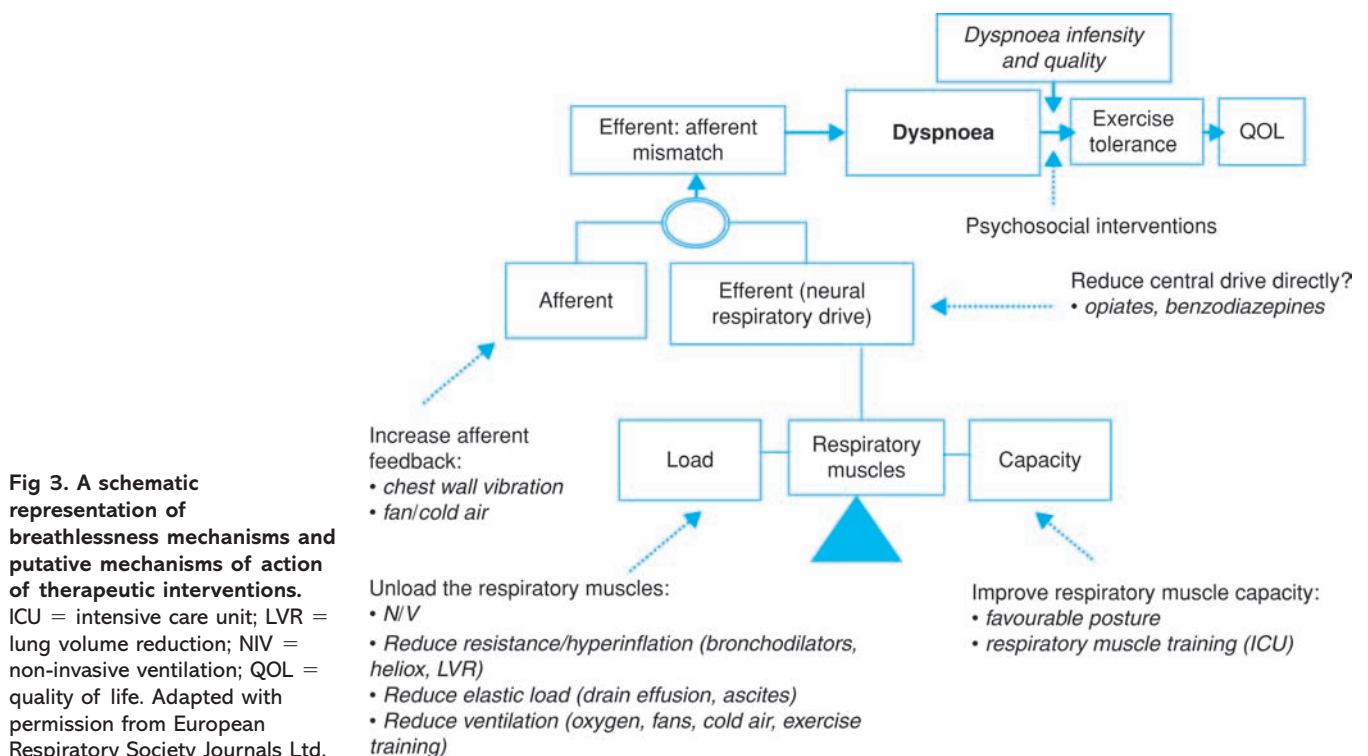 Dyspnoea infensity
and quality
Efferent: afferent
mismatch
Dyspnoea
Exercise
tolerance
QOL
Psychosocial interventions
Afferent
Efferent (neural
respiratory drive)
Reduce central drive directly?
• opiates, benzodiazepines
Increase afferent
feedback:
• chest wall vibration
• fan/cold air
Load
Respiratory
muscles
Capacity
Unload the respiratory muscles:
• N/V
• Reduce resistance/hyperinflation (bronchodilators,
heliox, LVR)
• Reduce elastic load (drain effusion, ascites)
• Reduce ventilation (oxygen, fans, cold air, exercise
training)
Improve respiratory muscle capacity:
• favourable posture
• respiratory muscle training (ICU)
Fig 3. A schematic
representation of
breathlessness mechanisms and
putative mechanisms of action
of therapeutic interventions.
ICU = intensive care unit; LVR =
lung volume reduction; NIV =
non-invasive ventilation; QOL =
quality of life. Adapted with
permission from European
Respiratory Society Journals Ltd.